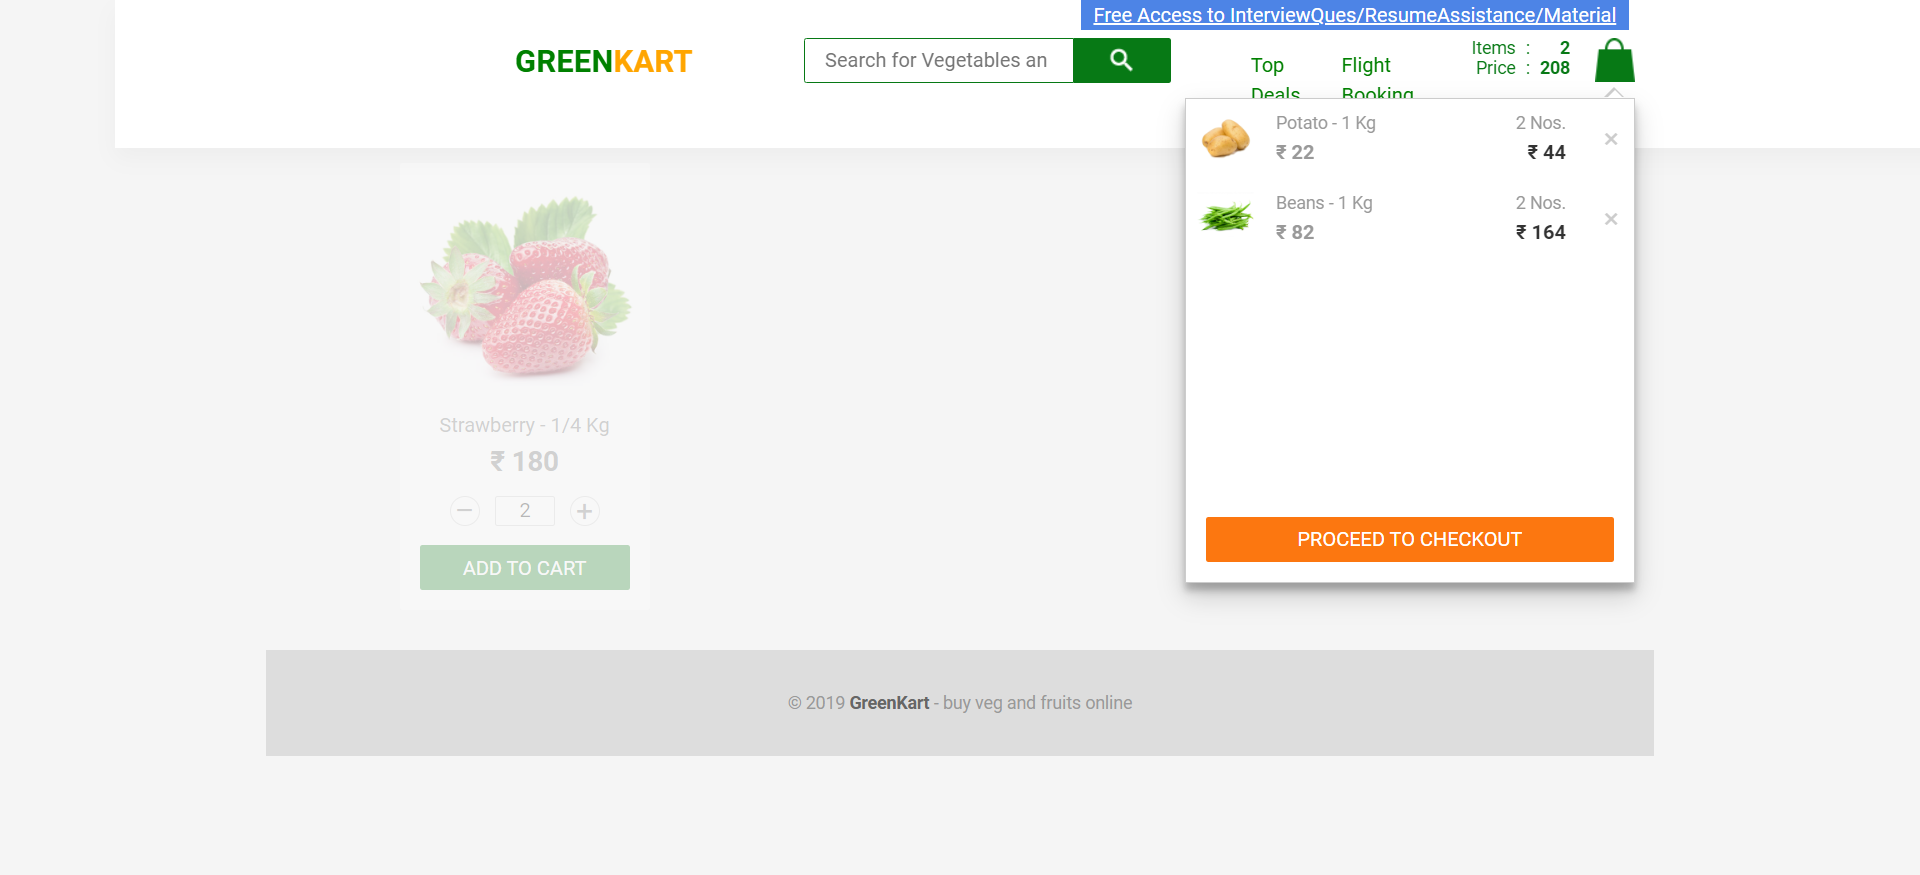 Free Access to InterviewQues/ResumeAssistance/Material
GREENKART
Search for Vegetables an
Top
Deals
Flight
Booking
Items : 2
Price : 208
Potato - 1 Kg 2 Nos. ×
₹ 22 ₹ 44
Beans - 1 Kg 2 Nos. ×
₹ 82 ₹ 164
PROCEED TO CHECKOUT
Strawberry - 1/4 Kg
₹ 180
– 2 +
ADD TO CART
© 2019 GreenKart - buy veg and fruits online